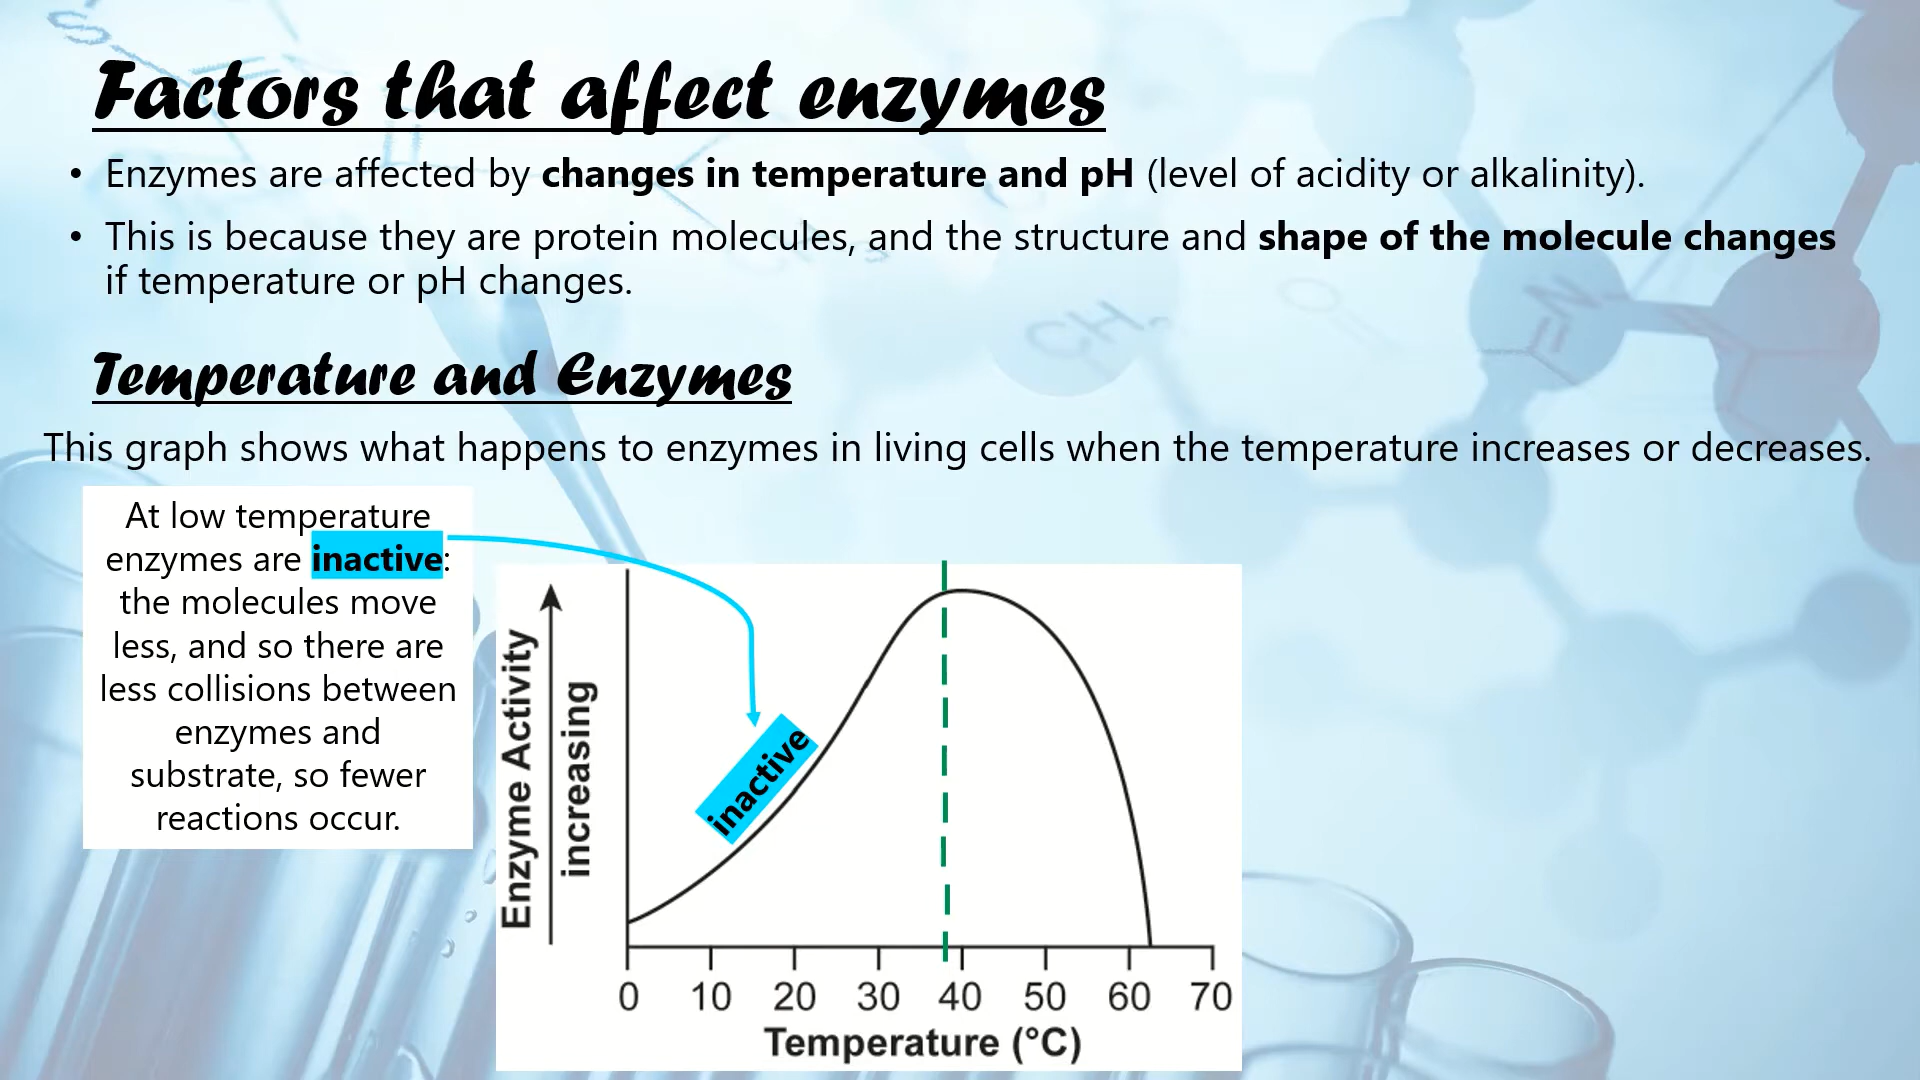 Factors that affect enzymes
• Enzymes are affected by changes in temperature and pH (level of acidity or alkalinity).
• This is because they are protein molecules, and the structure and shape of the molecule changes
if temperature or pH changes.
Temperature and Enzymes
This graph shows what happens to enzymes in living cells when the temperature increases or decreases.
At low temperature
enzymes are inactive:
the molecules move
less, and so there are
less collisions between
enzymes and
substrate, so fewer
reactions occur.
Enzyme Activity
increasing
inactive
0 10 20 30 40 50 60 70
Temperature (°C)
CH
N